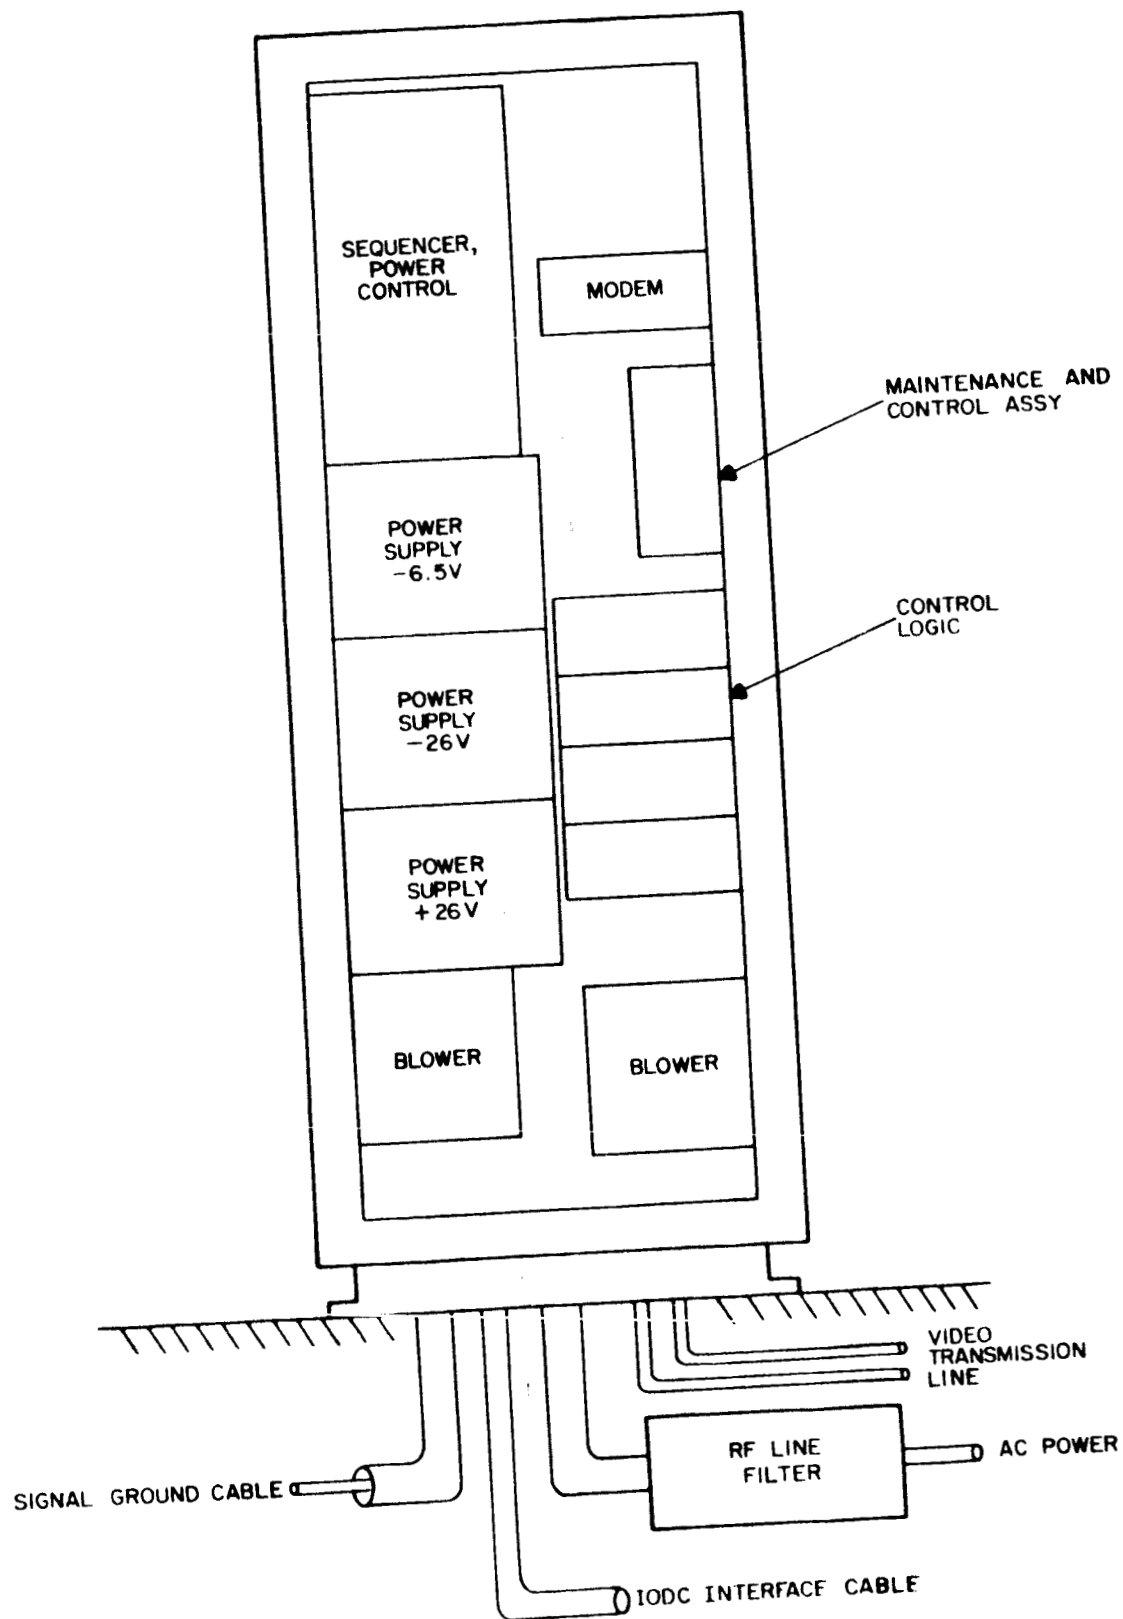 SEQUENCER,
POWER
CONTROL
MODEM
MAINTENANCE AND
CONTROL ASSY
POWER
SUPPLY
-6.5V
CONTROL
LOGIC
POWER
SUPPLY
-26V
POWER
SUPPLY
+26V
BLOWER
BLOWER
VIDEO
TRANSMISSION
LINE
RF LINE
FILTER
AC POWER
SIGNAL GROUND CABLE
IODC INTERFACE CABLE